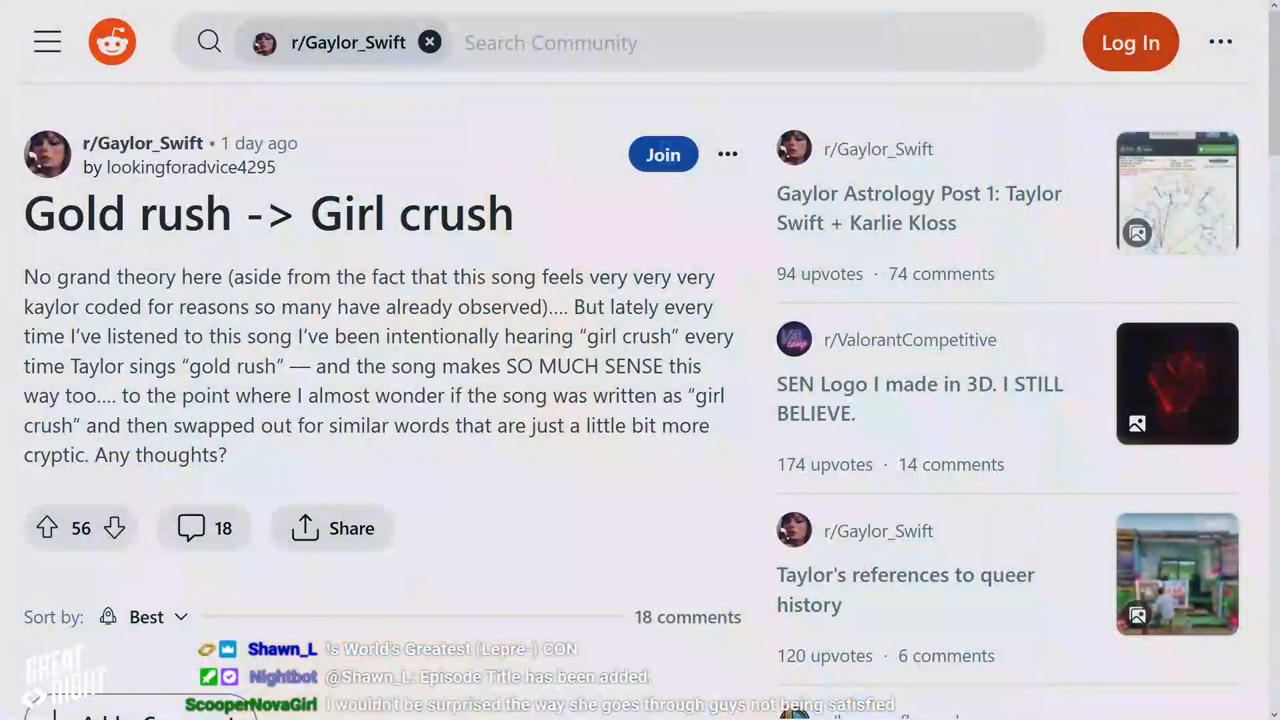 r/Gaylor_Swift
Search Community
Log In
r/Gaylor_Swift • 1 day ago
by lookingforadvice4295
Join
Gold rush -> Girl crush
No grand theory here (aside from the fact that this song feels very very very
kaylor coded for reasons so many have already observed).... But lately every
time I’ve listened to this song I’ve been intentionally hearing “girl crush” every
time Taylor sings “gold rush” — and the song makes SO MUCH SENSE this
way too.... to the point where I almost wonder if the song was written as “girl
crush” and then swapped out for similar words that are just a little bit more
cryptic. Any thoughts?
56
18
Share
Sort by:
Best
18 comments
r/Gaylor_Swift
Gaylor Astrology Post 1: Taylor
Swift + Karlie Kloss
94 upvotes · 74 comments
r/ValorantCompetitive
SEN Logo I made in 3D. I STILL
BELIEVE.
174 upvotes · 14 comments
r/Gaylor_Swift
Taylor's references to queer
history
120 upvotes · 6 comments
Shawn_L !s World's Greatest (Lepre-) CON
Nightbot @Shawn_L: Episode Title has been added.
ScooperNovaGirl I wouldn't be surprised the way she goes through guys not being satisfied
GREAT
NIGHT